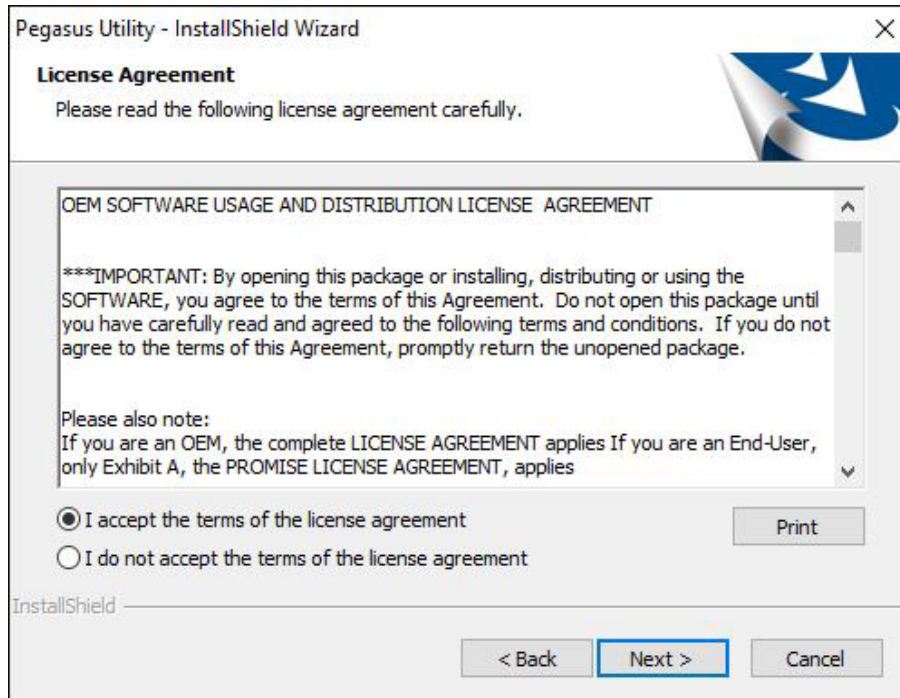 Pegasus Utility - InstallShield Wizard
License Agreement
Please read the following license agreement carefully.
OEM SOFTWARE USAGE AND DISTRIBUTION LICENSE AGREEMENT
***IMPORTANT: By opening this package or installing, distributing or using the
SOFTWARE, you agree to the terms of this Agreement. Do not open this package until
you have carefully read and agreed to the following terms and conditions. If you do not
agree to the terms of this Agreement, promptly return the unopened package.
Please also note:
If you are an OEM, the complete LICENSE AGREEMENT applies If you are an End-User,
only Exhibit A, the PROMISE LICENSE AGREEMENT, applies
I accept the terms of the license agreement
Print
I do not accept the terms of the license agreement
InstallShield
< Back
Next >
Cancel